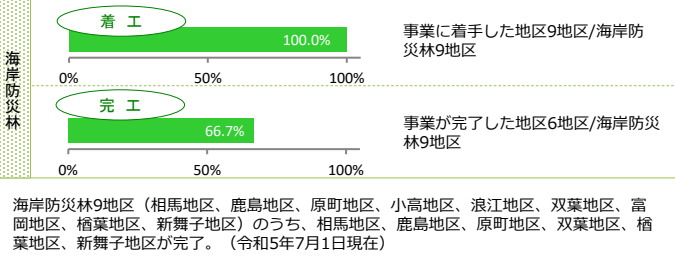 海岸防災林
着 工
100.0%
0% 50% 100%
事業に着手した地区9地区/海岸防
災林9地区
完 工
66.7%
0% 50% 100%
事業が完了した地区6地区/海岸防災
林9地区
海岸防災林9地区（相馬地区、鹿島地区、原町地区、小高地区、浪江地区、双葉地区、富
岡地区、楢葉地区、新舞子地区）のうち、相馬地区、鹿島地区、原町地区、双葉地区、楢
葉地区、新舞子地区が完了。（令和5年7月1日現在）